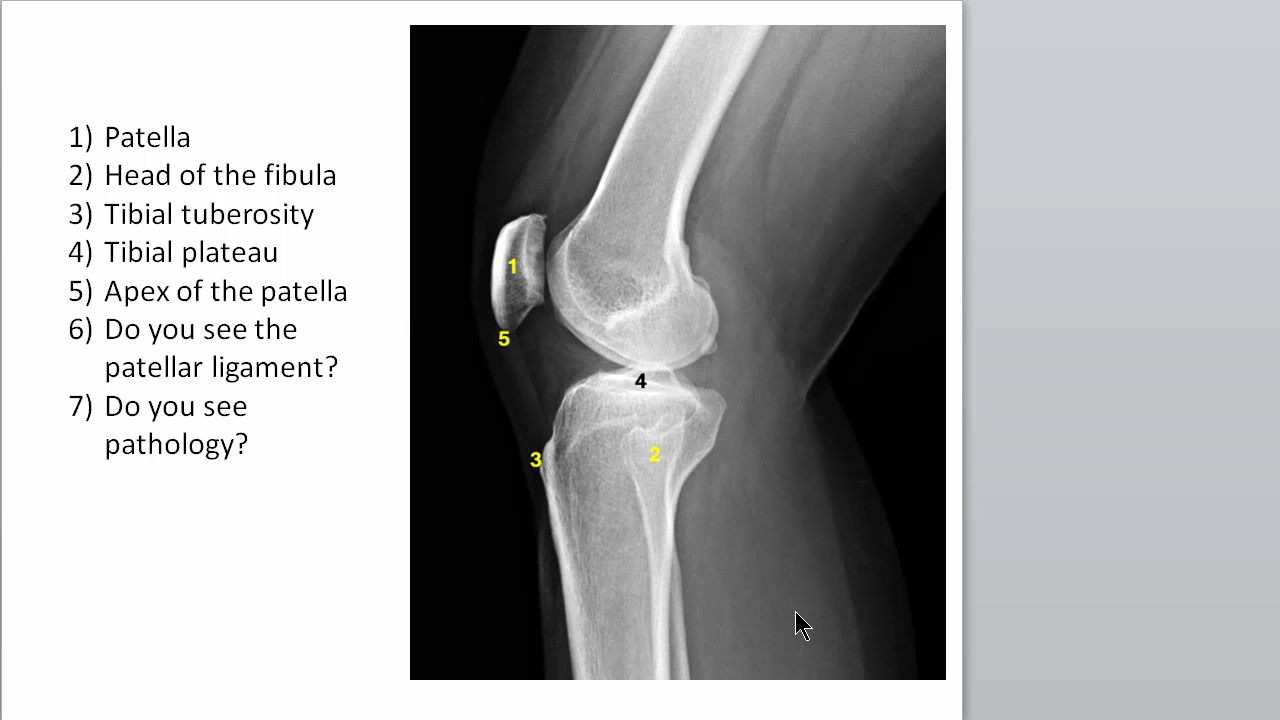 1) Patella
2) Head of the fibula
3) Tibial tuberosity
4) Tibial plateau
5) Apex of the patella
6) Do you see the
patellar ligament?
7) Do you see
pathology?
1
5
4
2
3